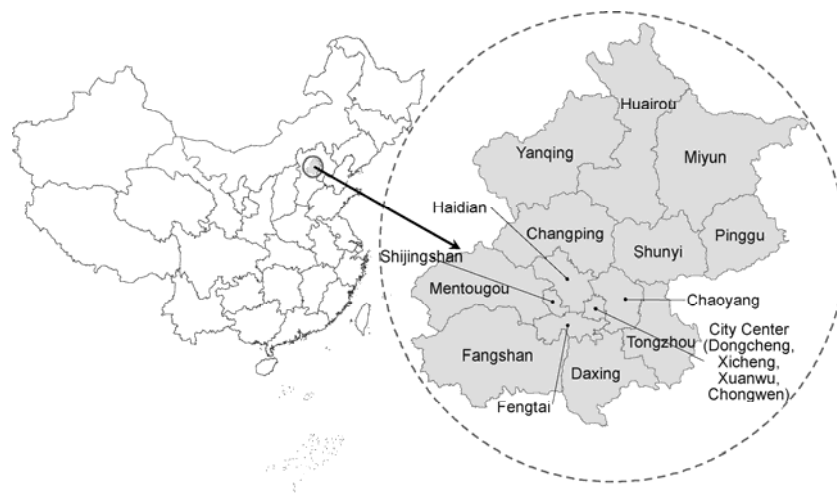 Huairou
Yanqing
Miyun
Haidian
Changping
Pinggu
Shunyi
Shijingshan
Mentougou
Chaoyang
City Center
(Dongcheng,
Xicheng,
Xuanwu,
Chongwen)
Tongzhou
Fangshan
Daxing
Fengtai